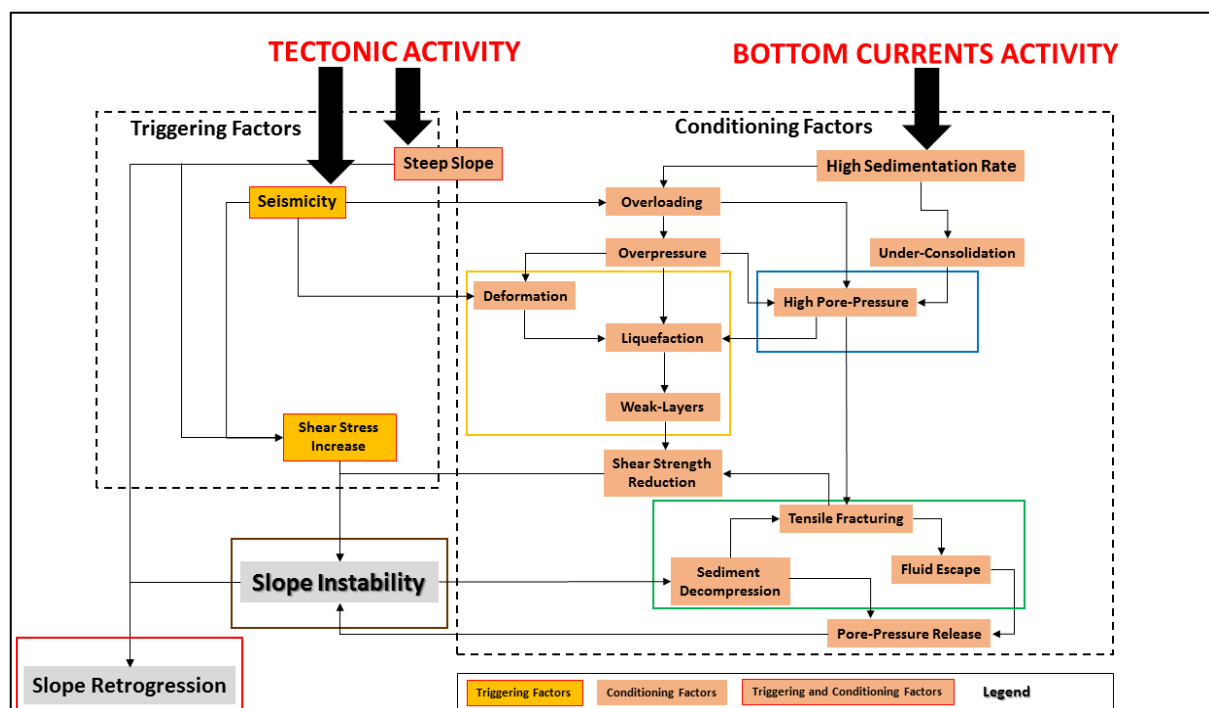 TECTONIC ACTIVITY
BOTTOM CURRENTS ACTIVITY
Triggering Factors
Conditioning Factors
Steep Slope
High Sedimentation Rate
Seismicity
Overloading
Overpressure
Under-Consolidation
Deformation
High Pore-Pressure
Liquefaction
Weak-Layers
Shear Stress
Increase
Shear Strength
Reduction
Tensile Fracturing
Slope Instability
Sediment
Decompression
Fluid Escape
Pore-Pressure Release
Slope Retrogression
Triggering Factors
Conditioning Factors
Triggering and Conditioning Factors
Legend